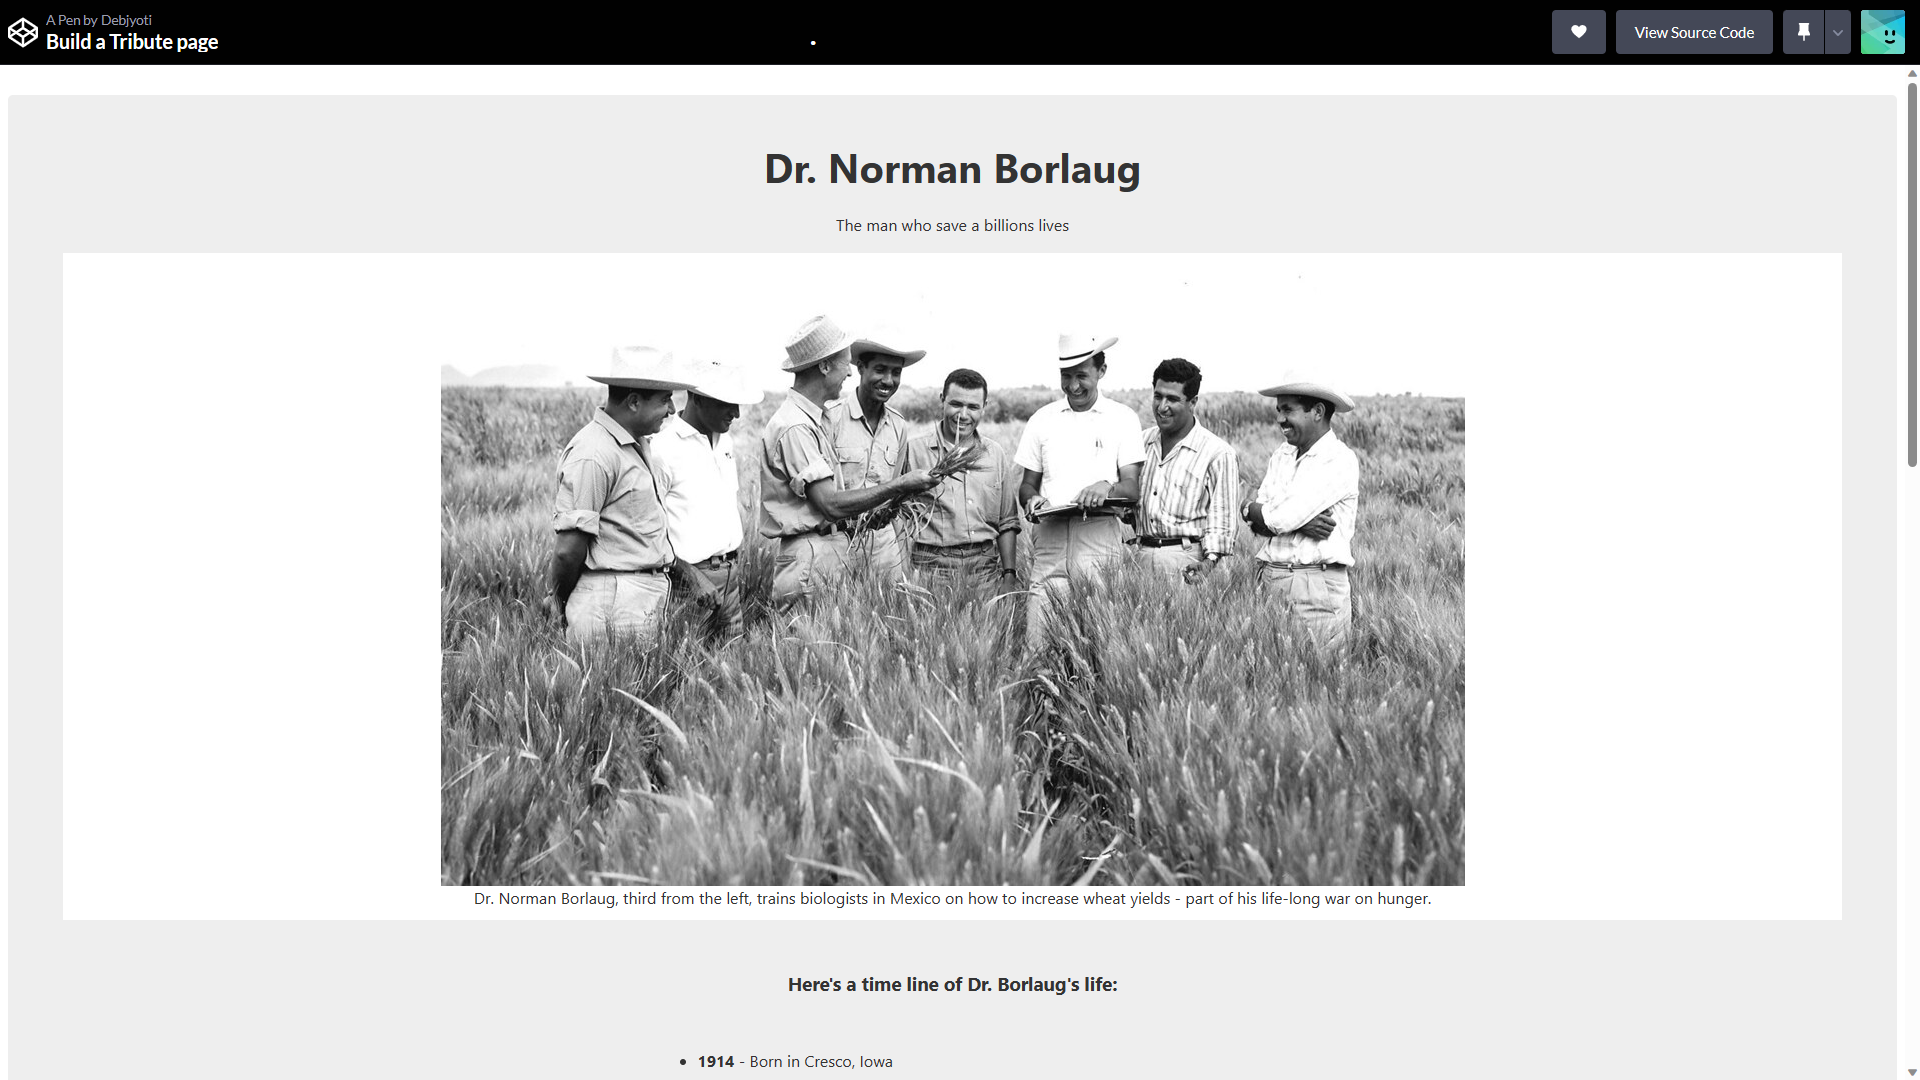 A Pen by Debjyoti
Build a Tribute page
View Source Code
Dr. Norman Borlaug
The man who save a billions lives
Dr. Norman Borlaug, third from the left, trains biologists in Mexico on how to increase wheat yields - part of his life-long war on hunger.
Here's a time line of Dr. Borlaug's life:
• 1914 - Born in Cresco, Iowa